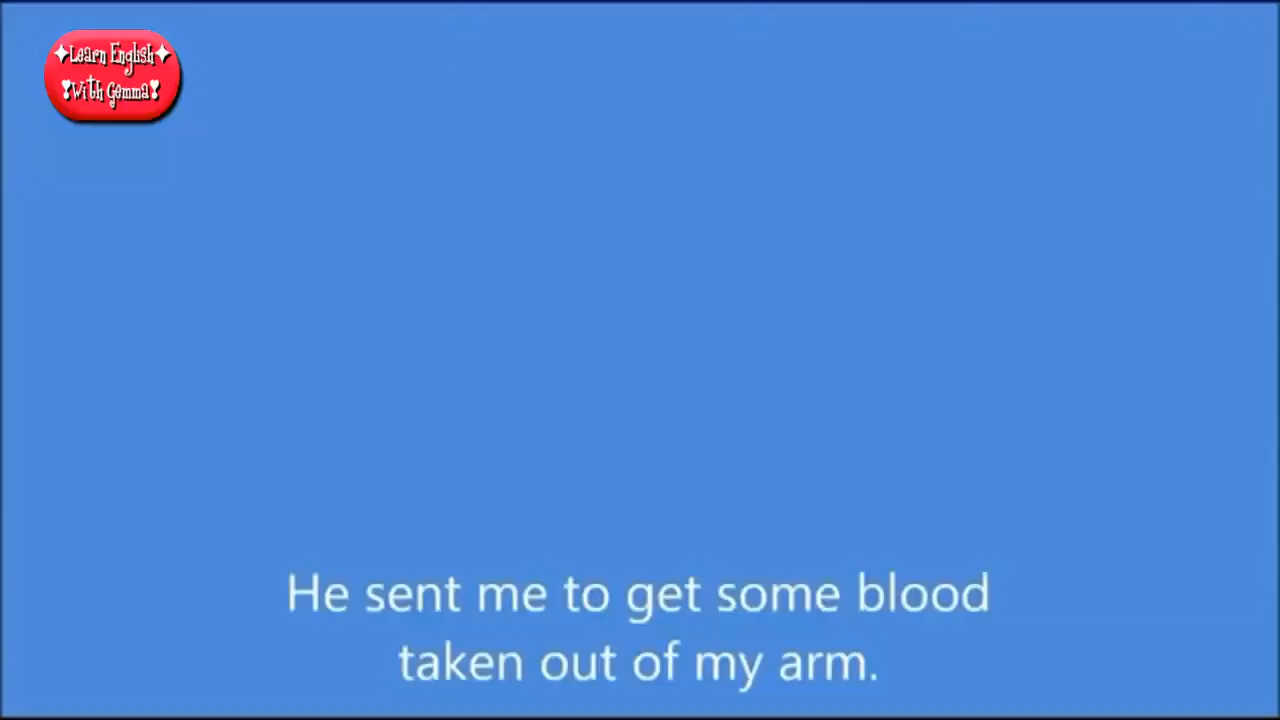 ✦Learn English✦
❣With Gemma❣
He sent me to get some blood
taken out of my arm.